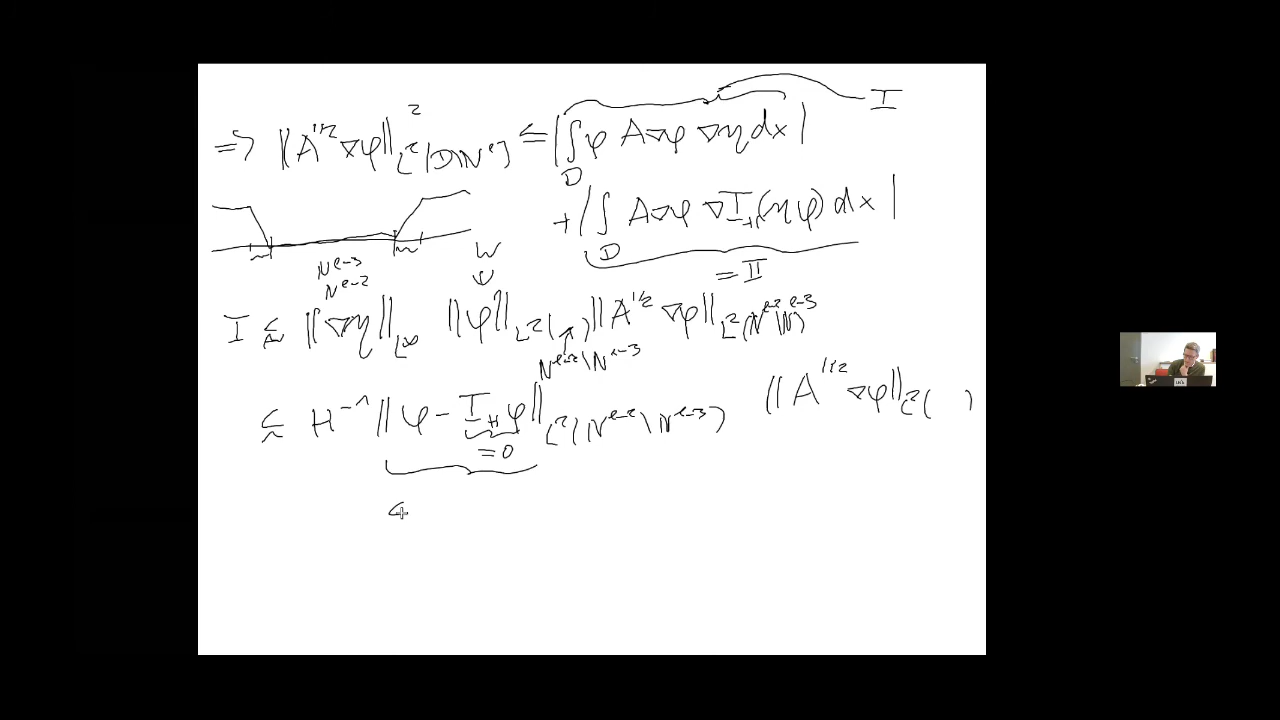 => ||A^{1/2} ∇φ||²_{L²(D\N^ℓ)} ≤ |∫_D φ A∇φ ∇η dx| I
+ |∫_D A∇φ ∇I_H(ηφ) dx|
= II
N^{ℓ-3}
N^{ℓ-2}
W
I ≲ ||∇η||_{L^∞} ||φ||_{L²( )} ||A^{1/2} ∇φ||_{L²(N^{ℓ-2}\N^{ℓ-3})}
N^{ℓ-2}\N^{ℓ-3}
≲ H^{-1} ||φ - I_H φ||_{L²(N^{ℓ-2}\N^{ℓ-3})} ||A^{1/2} ∇φ||_{L²( )}
= 0